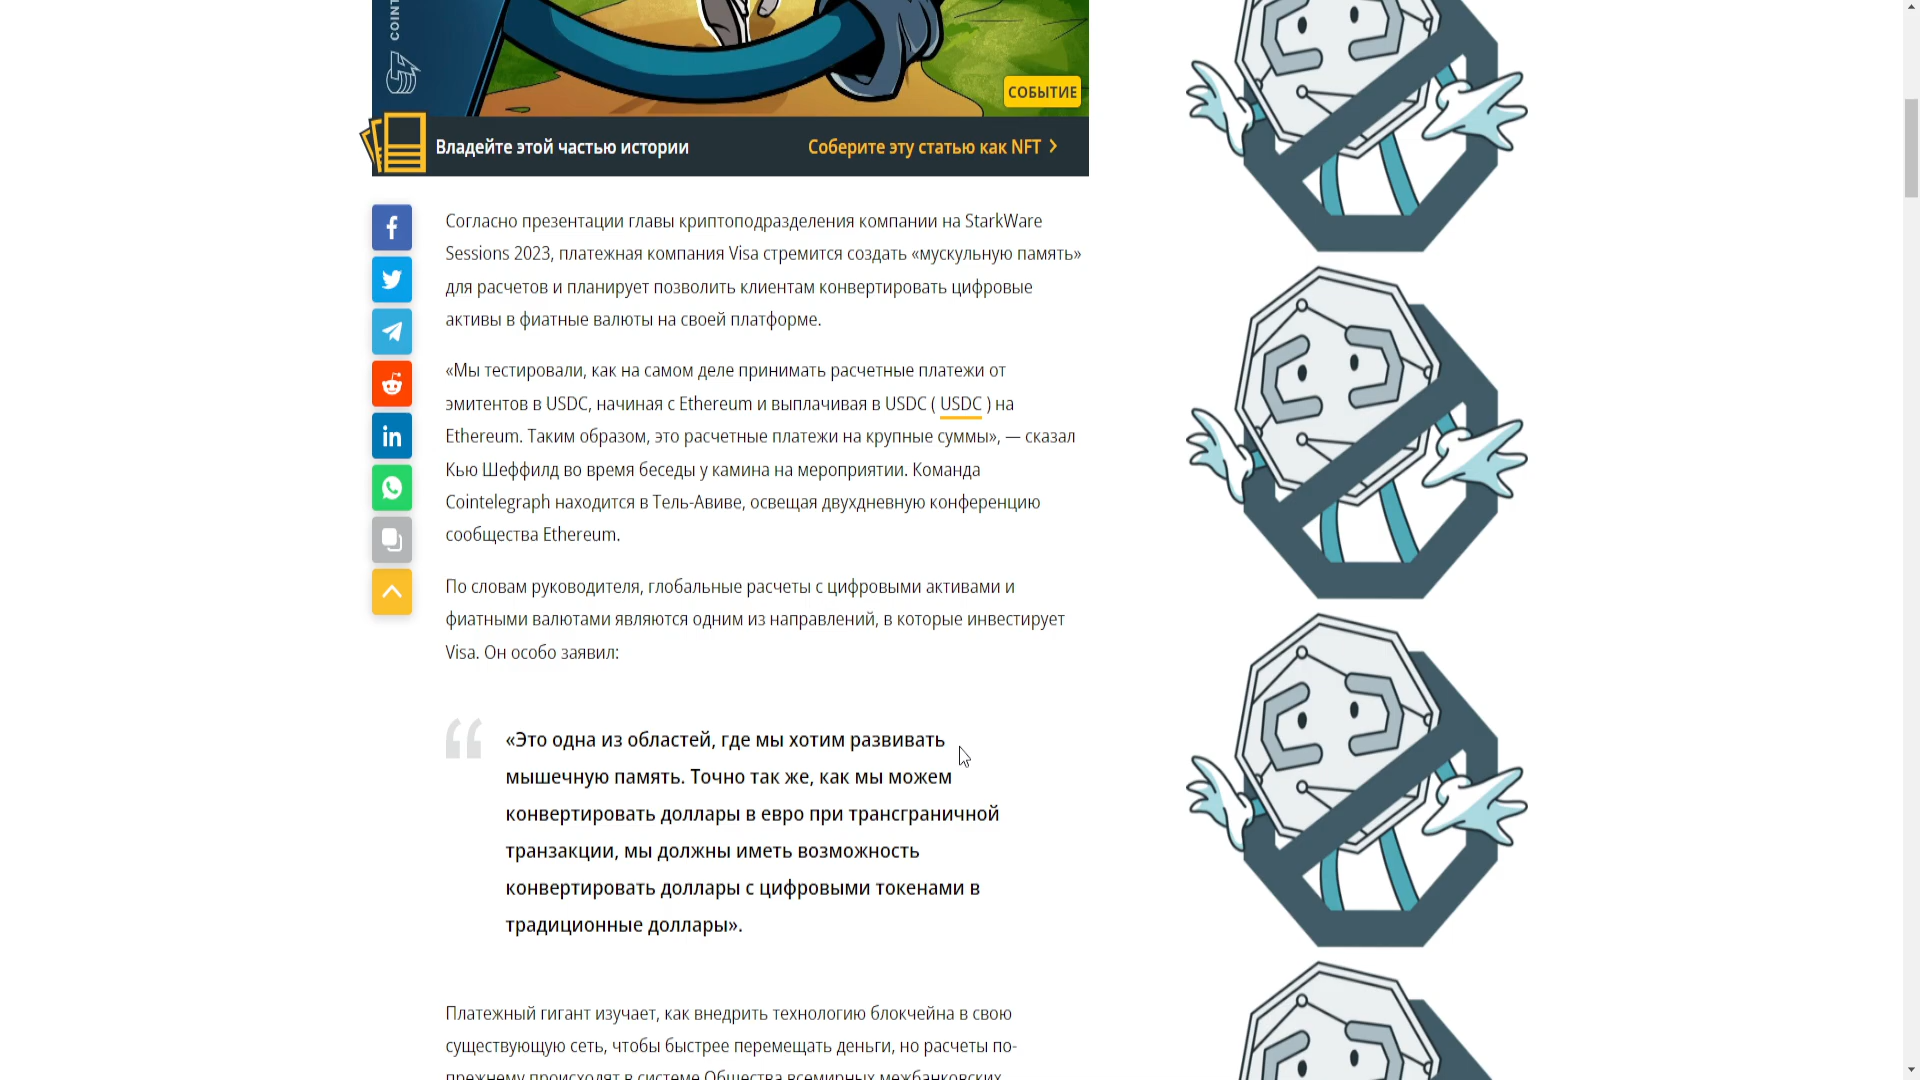 COINT
СОБЫТИЕ
Владейте этой частью истории
Соберите эту статью как NFT
Согласно презентации главы криптоподразделения компании на StarkWare
Sessions 2023, платежная компания Visa стремится создать «мускульную память»
для расчетов и планирует позволить клиентам конвертировать цифровые
активы в фиатные валюты на своей платформе.
«Мы тестировали, как на самом деле принимать расчетные платежи от
эмитентов в USDC, начиная с Ethereum и выплачивая в USDC ( USDC ) на
Ethereum. Таким образом, это расчетные платежи на крупные суммы», — сказал
Кью Шеффилд во время беседы у камина на мероприятии. Команда
Cointelegraph находится в Тель-Авиве, освещая двухдневную конференцию
сообщества Ethereum.
По словам руководителя, глобальные расчеты с цифровыми активами и
фиатными валютами являются одним из направлений, в которые инвестирует
Visa. Он особо заявил:
«Это одна из областей, где мы хотим развивать
мышечную память. Точно так же, как мы можем
конвертировать доллары в евро при трансграничной
транзакции, мы должны иметь возможность
конвертировать доллары с цифровыми токенами в
традиционные доллары».
Платежный гигант изучает, как внедрить технологию блокчейна в свою
существующую сеть, чтобы быстрее перемещать деньги, но расчеты по-
прежнему происходят в системе Общества всемирных межбанковских